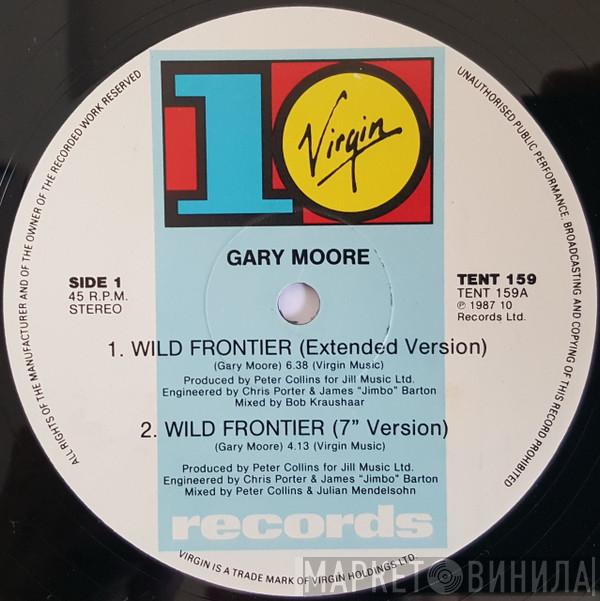 10
Virgin
ALL RIGHTS OF THE MANUFACTURER AND OF THE OWNER OF THE RECORDED WORK RESERVED
UNAUTHORISED PUBLIC PERFORMANCE, BROADCASTING AND COPYING OF THIS RECORD PROHIBITED
GARY MOORE
SIDE 1
45 R.P.M.
STEREO
TENT 159
TENT 159A
℗ 1987 10
Records Ltd.
1. WILD FRONTIER (Extended Version)
(Gary Moore) 6.38 (Virgin Music)
Produced by Peter Collins for Jill Music Ltd.
Engineered by Chris Porter & James "Jimbo" Barton
Mixed by Bob Kraushaar
2. WILD FRONTIER (7” Version)
(Gary Moore) 4.13 (Virgin Music)
Produced by Peter Collins for Jill Music Ltd.
Engineered by Chris Porter & James "Jimbo" Barton
Mixed by Peter Collins & Julian Mendelsohn
records
VIRGIN IS A TRADE MARK OF VIRGIN HOLDINGS LTD.
МАРКЕТ ВИНИЛА